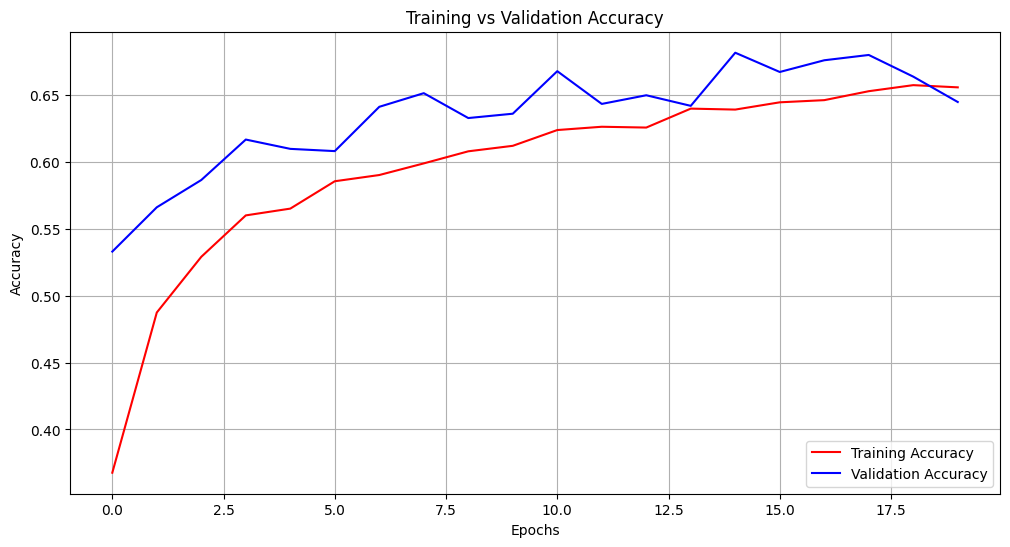 Training vs Validation Accuracy
Accuracy
0.65
0.60
0.55
0.50
0.45
0.40
0.0 2.5 5.0 7.5 10.0 12.5 15.0 17.5
Epochs
Training Accuracy
Validation Accuracy